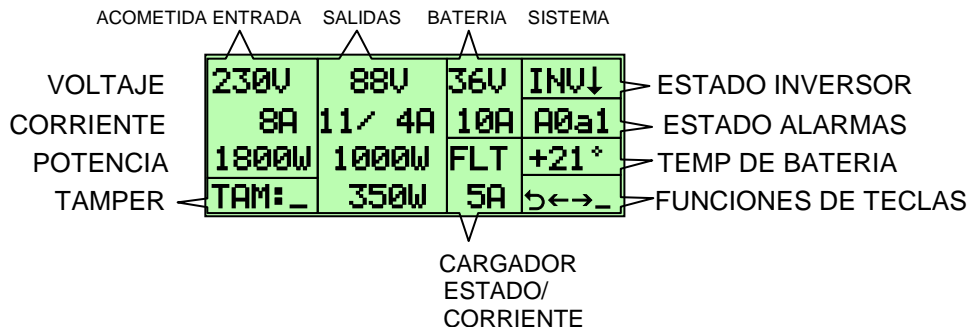 ACOMETIDA ENTRADA SALIDAS BATERIA SISTEMA
VOLTAJE 230V 88V 36V INV↓ ESTADO INVERSOR
CORRIENTE 8A 11/ 4A 10A A0a1 ESTADO ALARMAS
POTENCIA 1800W 1000W FLT +21° TEMP DE BATERIA
TAMPER TAM:_ 350W 5A ⮌←→_ FUNCIONES DE TECLAS
CARGADOR
ESTADO/
CORRIENTE